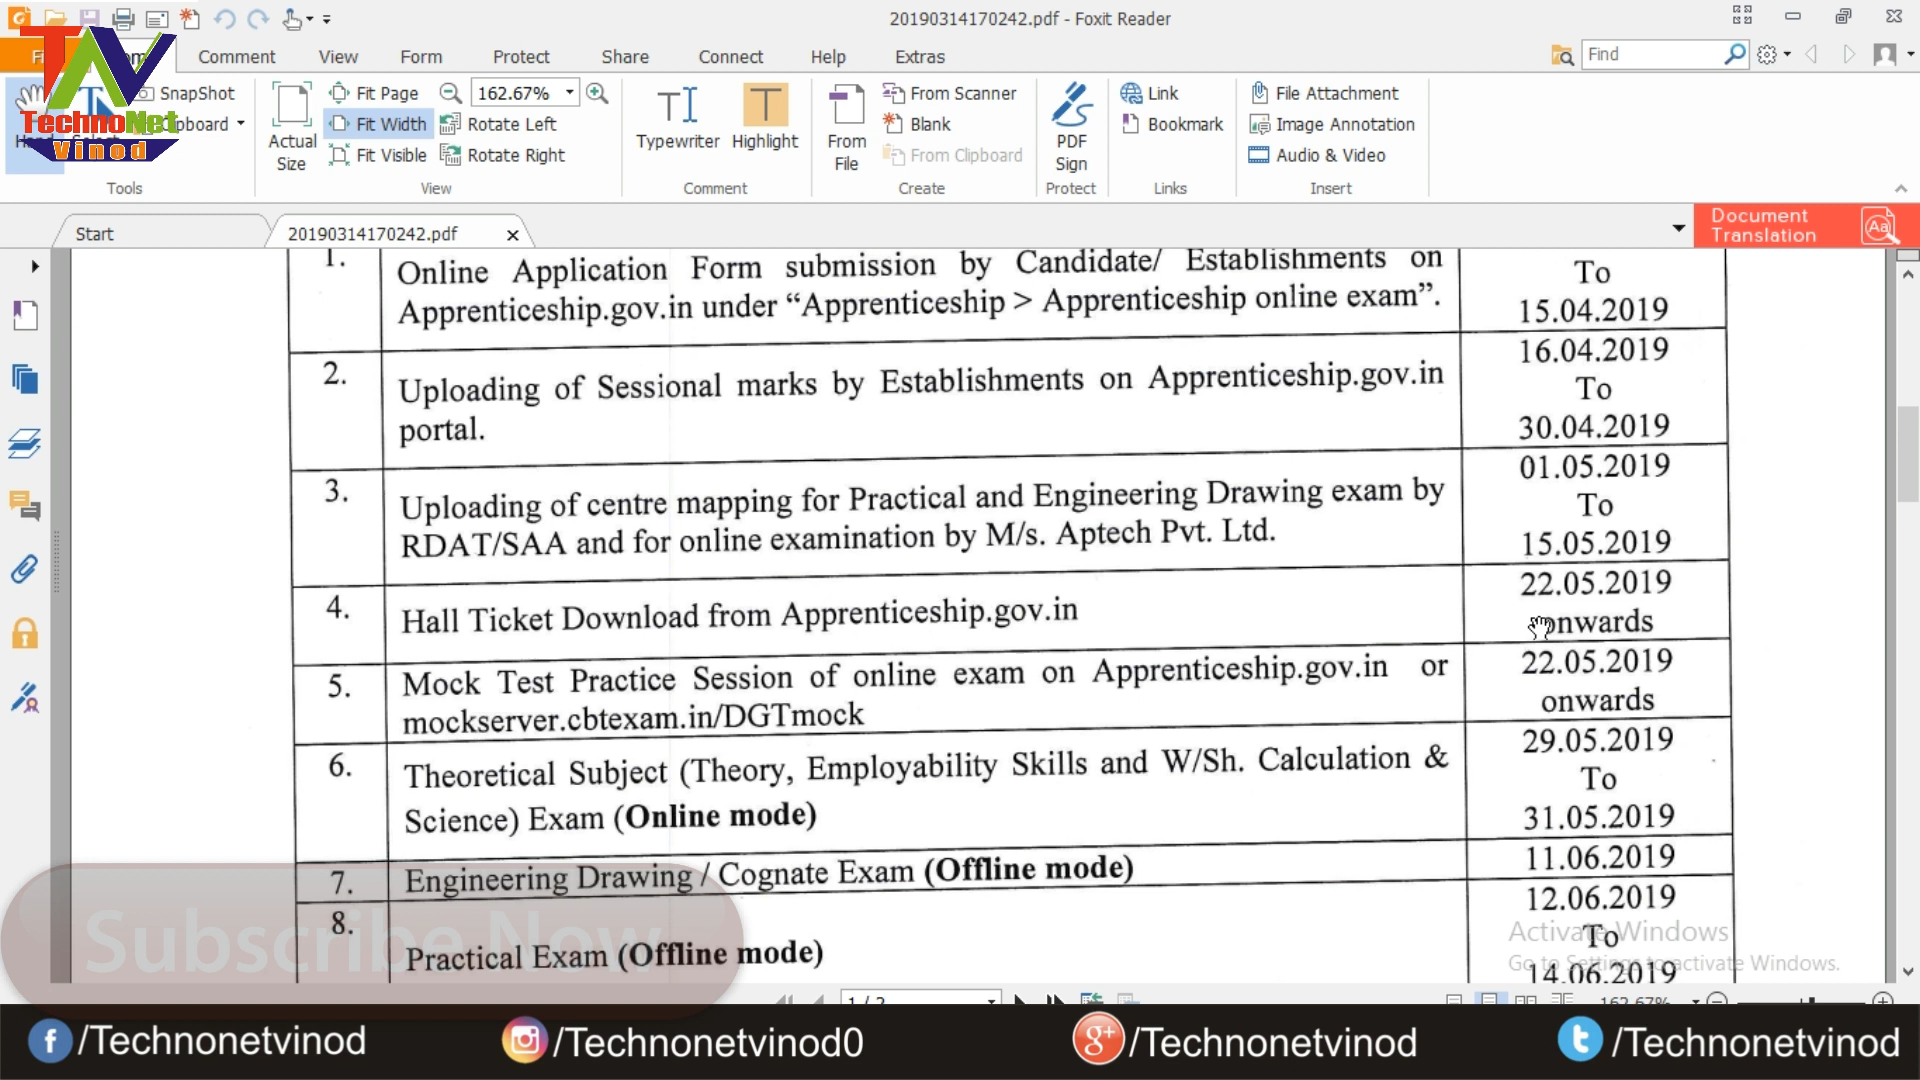 20190314170242.pdf - Foxit Reader
Comment View Form Protect Share Connect Help Extras
Find
SnapShot
Actual Size
Fit Page
Fit Width
Fit Visible
162.67%
Rotate Left
Rotate Right
Typewriter
Highlight
From File
From Scanner
Blank
From Clipboard
PDF Sign
Link
Bookmark
File Attachment
Image Annotation
Audio & Video
Tools View Comment Create Protect Links Insert
TechnoNet
Vinod
Start
20190314170242.pdf
Document
Translation
1.
Online Application Form submission by Candidate/ Establishments on
Apprenticeship.gov.in under “Apprenticeship > Apprenticeship online exam”.
To
15.04.2019
2.
Uploading of Sessional marks by Establishments on Apprenticeship.gov.in
portal.
16.04.2019
To
30.04.2019
3.
Uploading of centre mapping for Practical and Engineering Drawing exam by
RDAT/SAA and for online examination by M/s. Aptech Pvt. Ltd.
01.05.2019
To
15.05.2019
4.
Hall Ticket Download from Apprenticeship.gov.in
22.05.2019
onwards
5.
Mock Test Practice Session of online exam on Apprenticeship.gov.in or
mockserver.cbtexam.in/DGTmock
22.05.2019
onwards
6.
Theoretical Subject (Theory, Employability Skills and W/Sh. Calculation &
Science) Exam (Online mode)
29.05.2019
To
31.05.2019
7.
Engineering Drawing / Cognate Exam (Offline mode)
11.06.2019
8.
Practical Exam (Offline mode)
12.06.2019
To
14.06.2019
Subscribe Now
Activate Windows
Go to Settings to activate Windows.
162.67%
/Technonetvinod
/Technonetvinod0
/Technonetvinod
/Technonetvinod